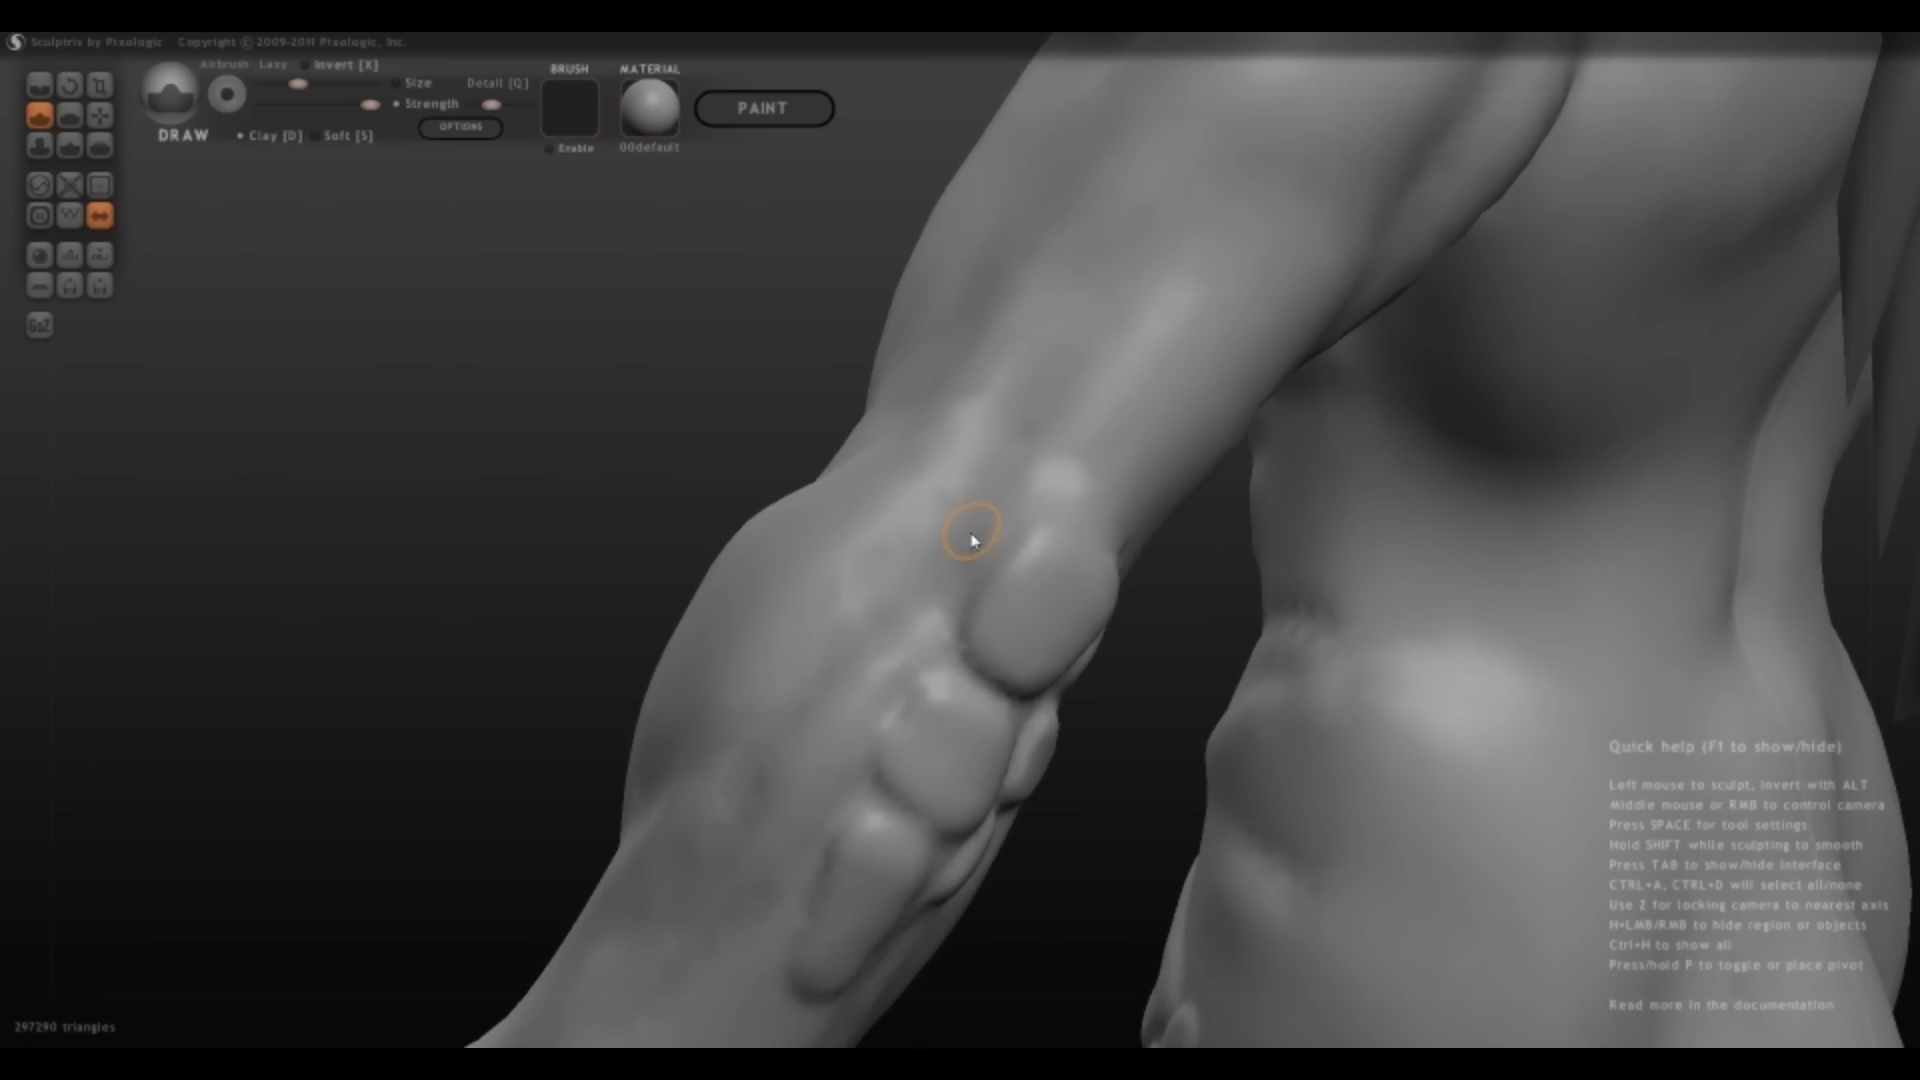 Sculptris by Pixologic Copyright © 2009-2011 Pixologic, Inc.
Airbrush Lazy Invert [X]
Size Detail [Q]
Strength
DRAW
Clay [D] Soft [S]
OPTIONS
BRUSH
Enable
MATERIAL
00default
PAINT
GoZ
Quick help (F1 to show/hide)
Left mouse to sculpt, invert with ALT
Middle mouse or RMB to control camera
Press SPACE for tool settings
Hold SHIFT while sculpting to smooth
Press TAB to show/hide interface
CTRL+A, CTRL+D will select all/none
Use Z for locking camera to nearest axis
H+LMB/RMB to hide region or objects
Ctrl+H to show all
Press/hold P to toggle or place pivot
Read more in the documentation
297290 triangles